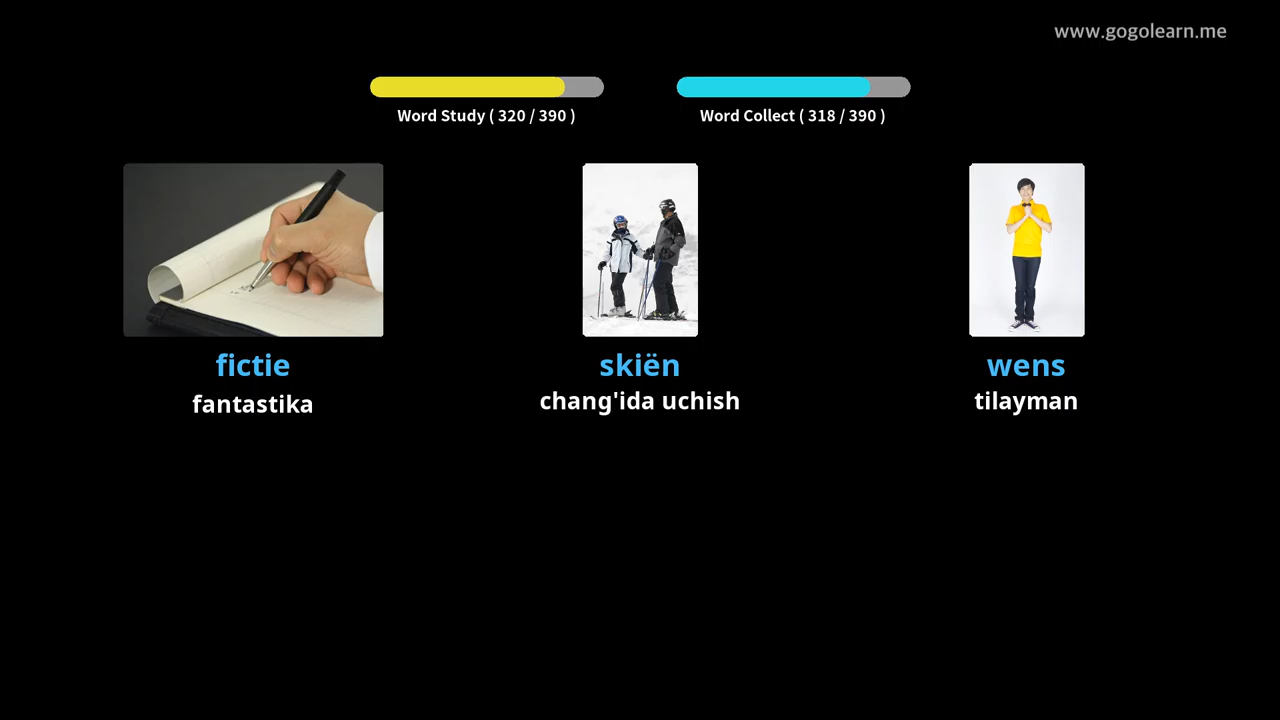 www.gogolearn.me
Word Study ( 320 / 390 )
Word Collect ( 318 / 390 )
fictie
skiën
wens
fantastika
chang'ida uchish
tilayman